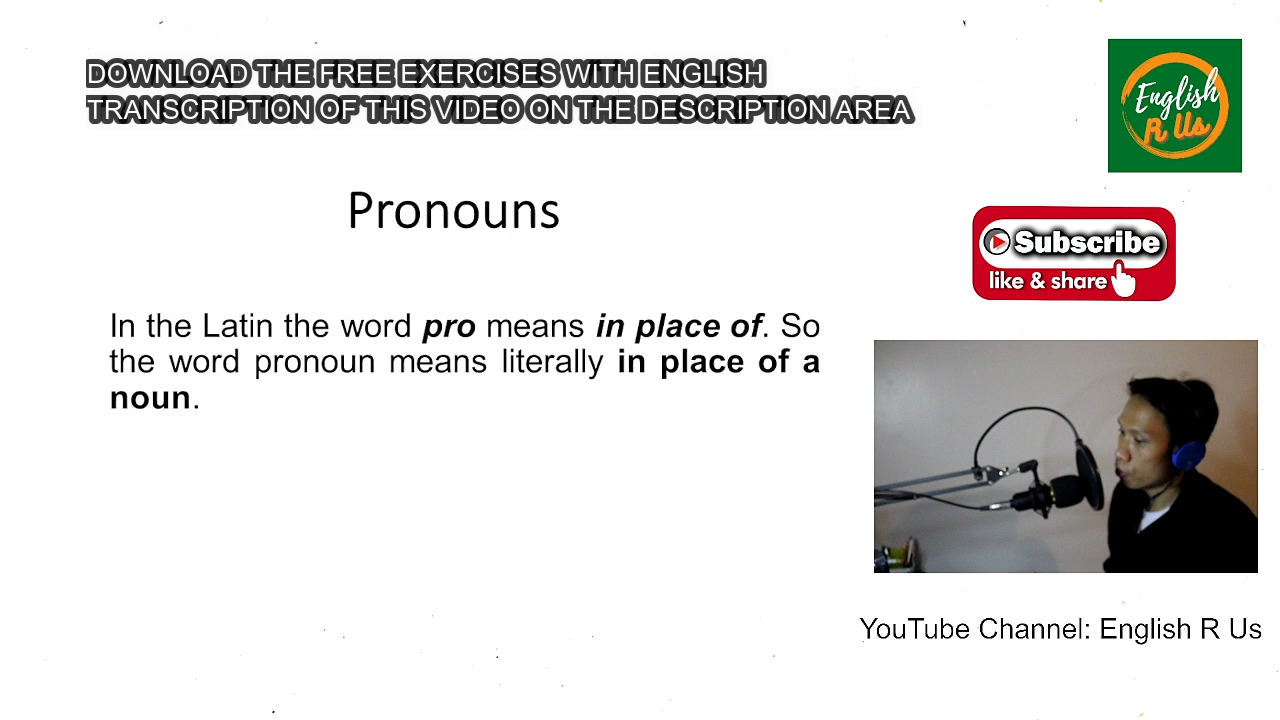 DOWNLOAD THE FREE EXERCISES WITH ENGLISH
TRANSCRIPTION OF THIS VIDEO ON THE DESCRIPTION AREA
English
R Us
Pronouns
Subscribe
like & share
In the Latin the word pro means in place of. So
the word pronoun means literally in place of a
noun.
YouTube Channel: English R Us